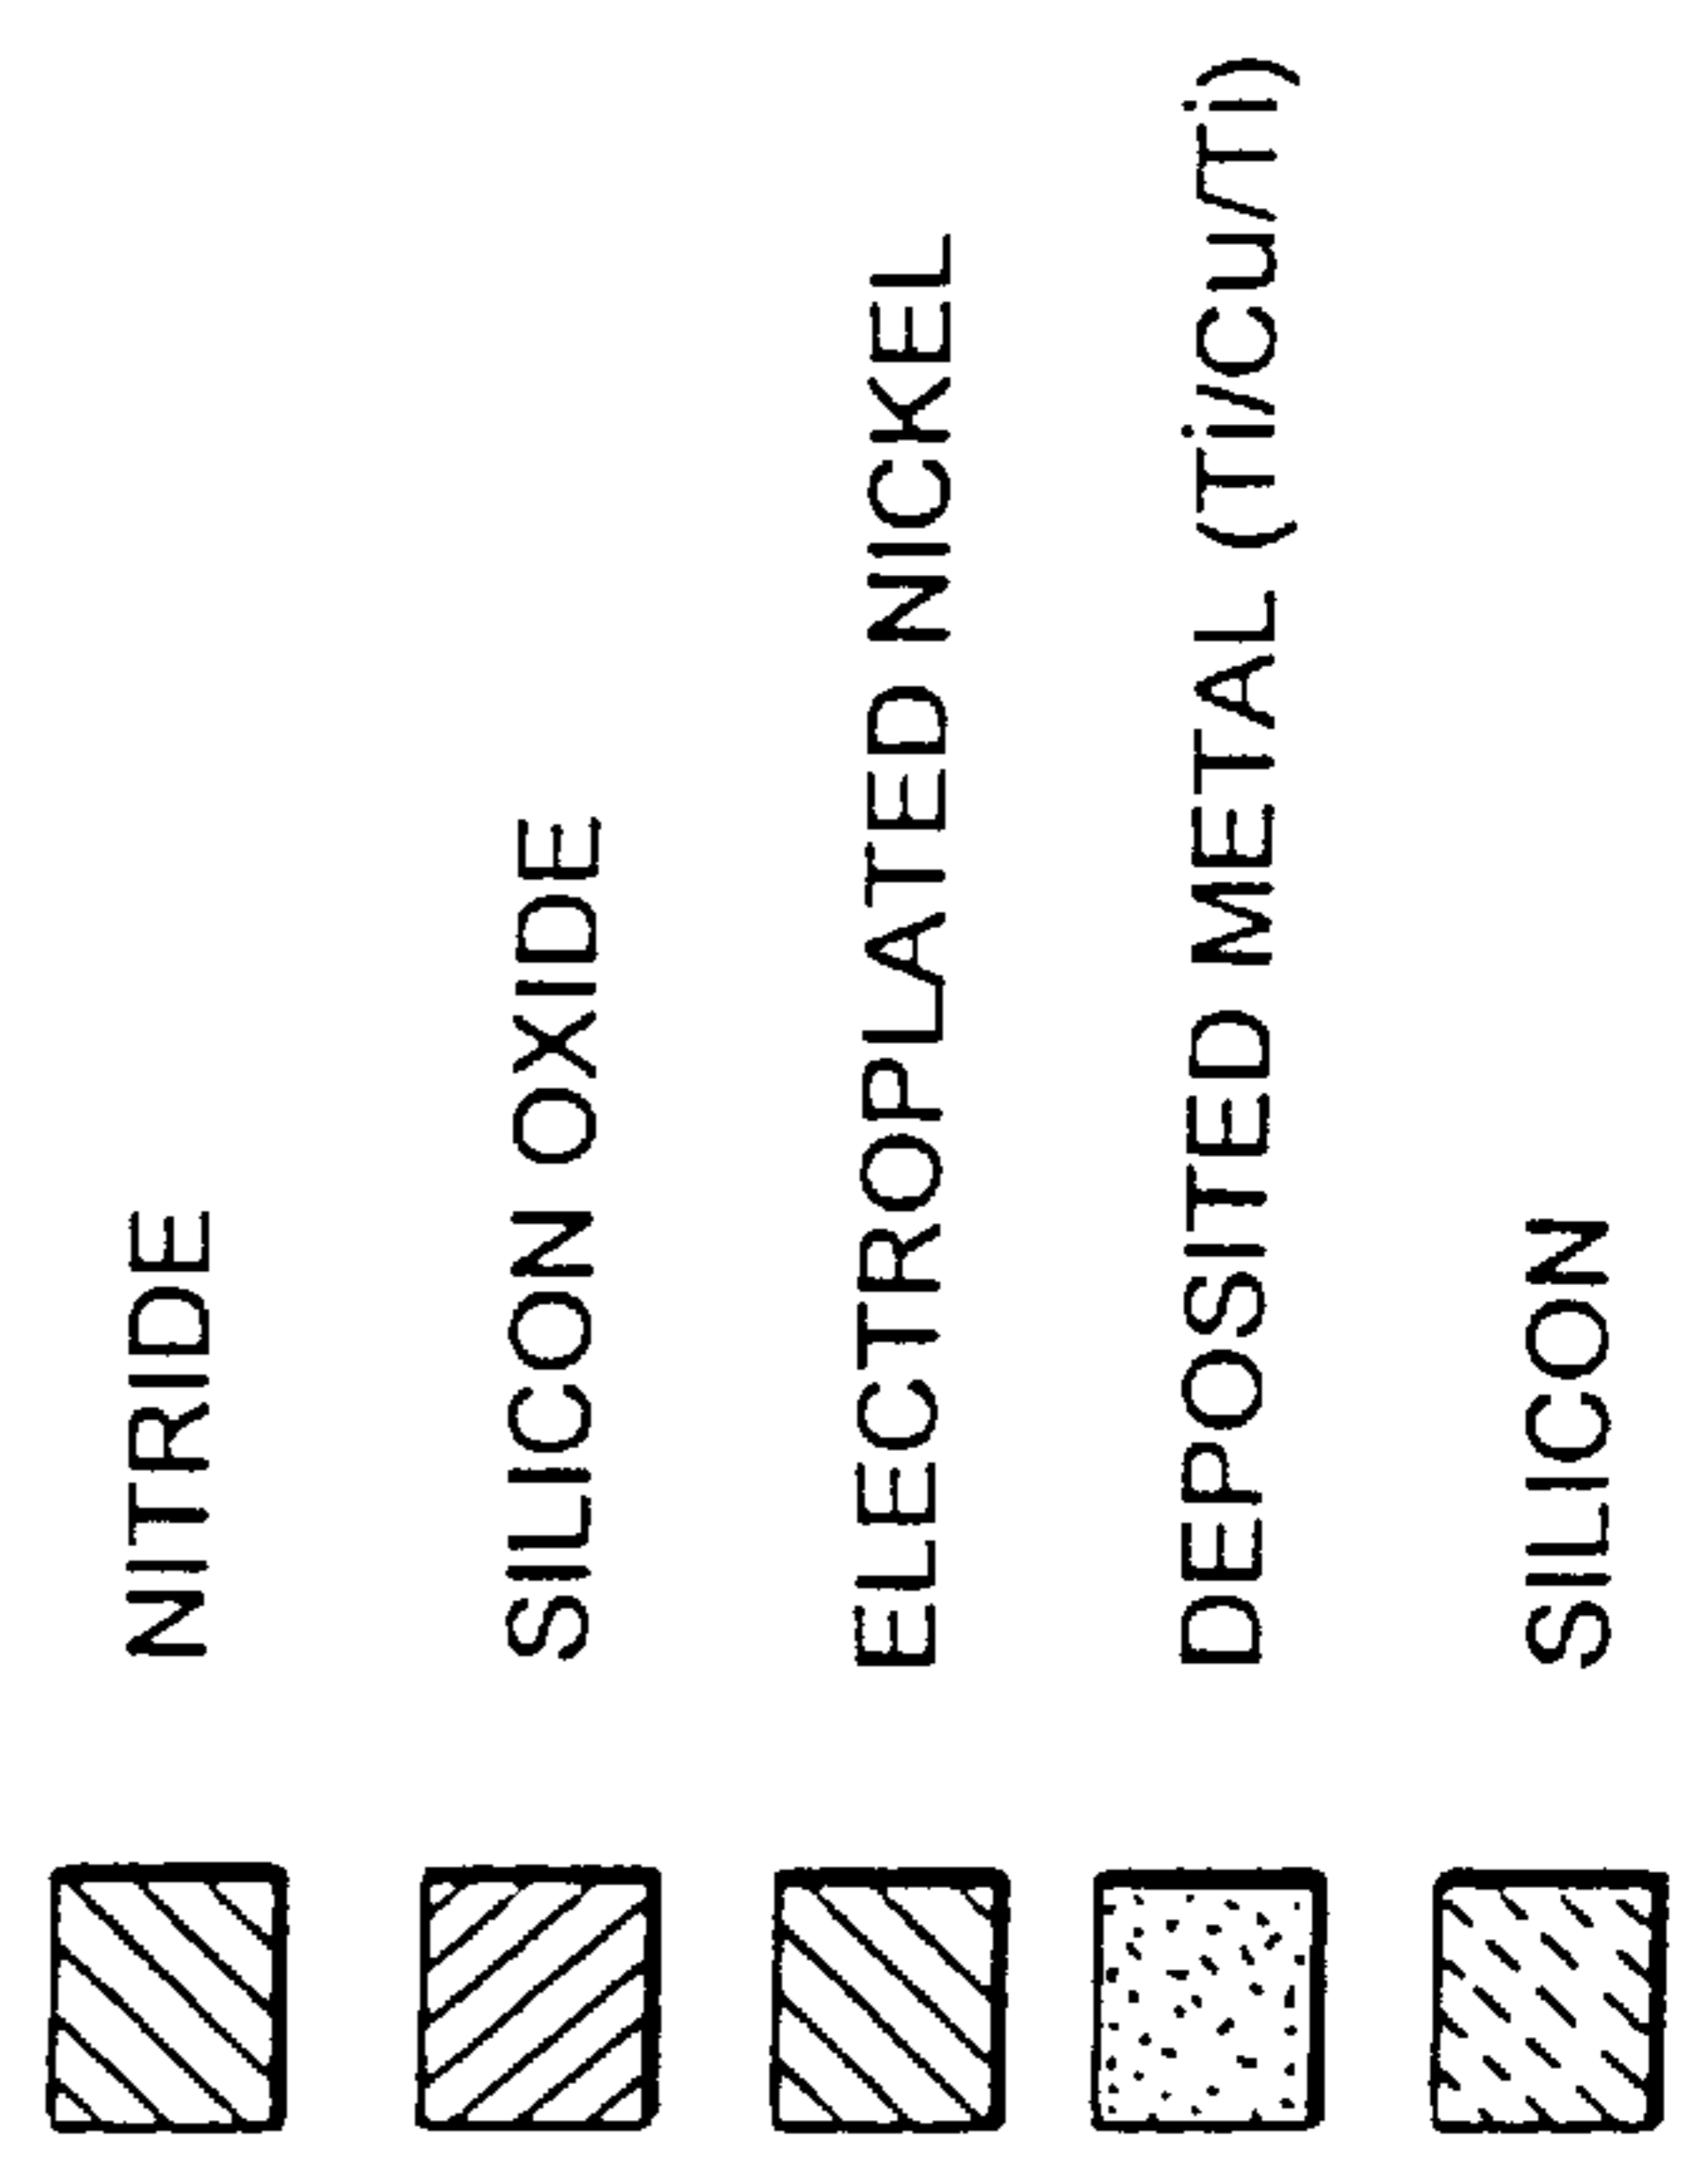 NITRIDE
SILICON OXIDE
ELECTROPLATED NICKEL
DEPOSITED METAL (Ti/Cu/Ti)
SILICON